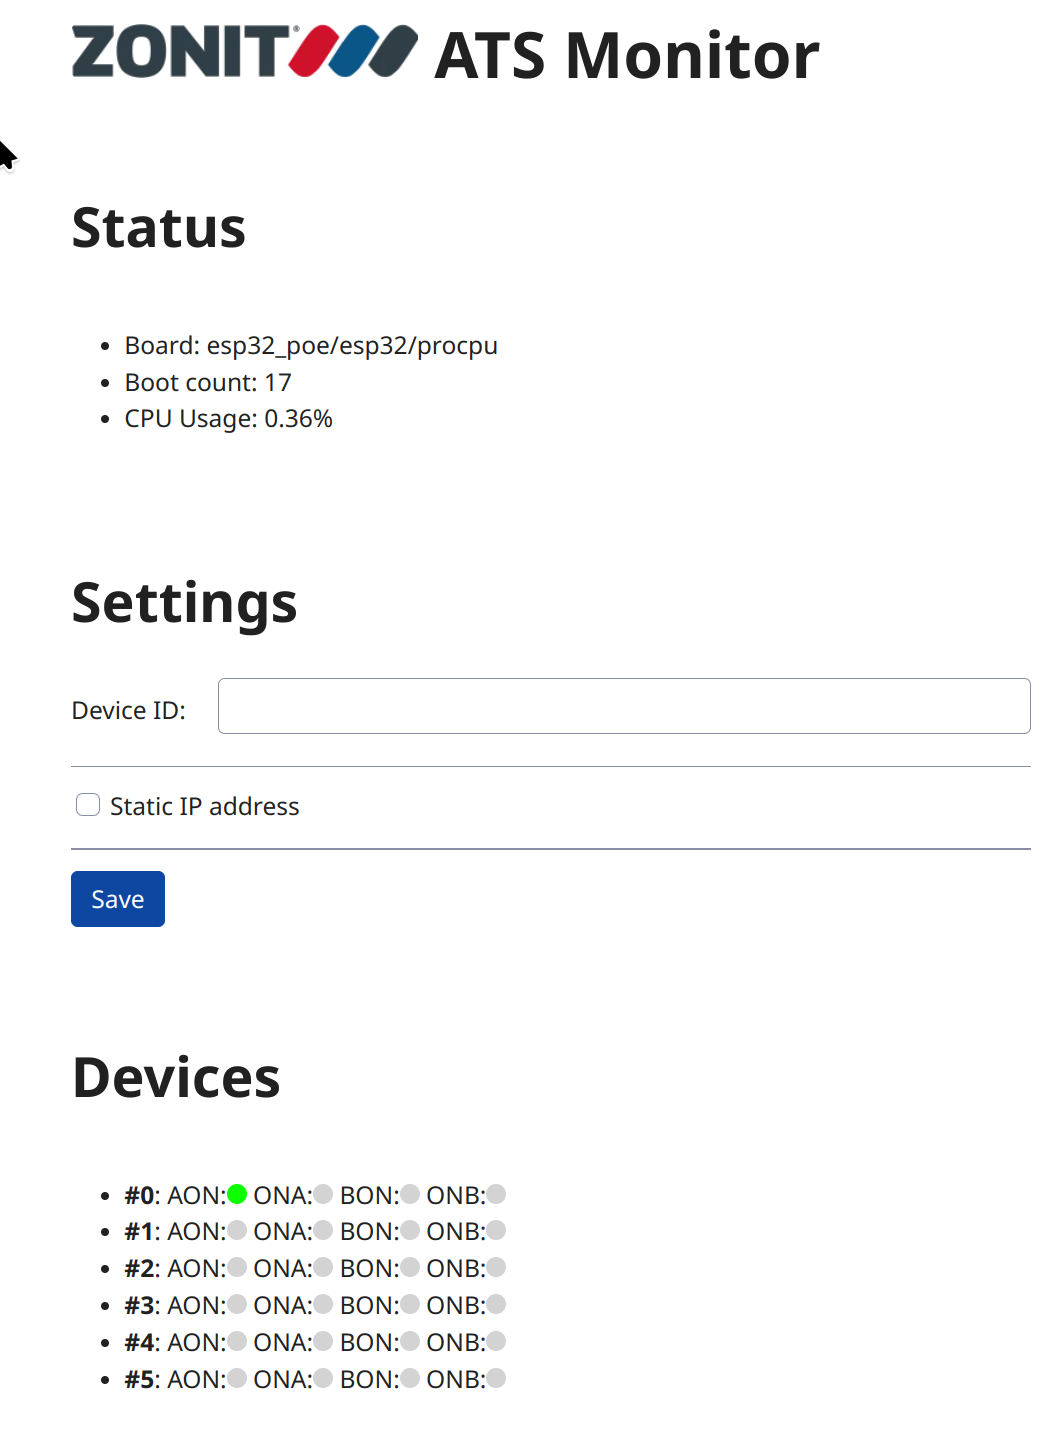 ZONIT® ATS Monitor
Status
Board: esp32_poe/esp32/procpu
Boot count: 17
CPU Usage: 0.36%
Settings
Device ID:
Static IP address
Save
Devices
#0: AON: ONA: BON: ONB:
#1: AON: ONA: BON: ONB:
#2: AON: ONA: BON: ONB:
#3: AON: ONA: BON: ONB:
#4: AON: ONA: BON: ONB:
#5: AON: ONA: BON: ONB: